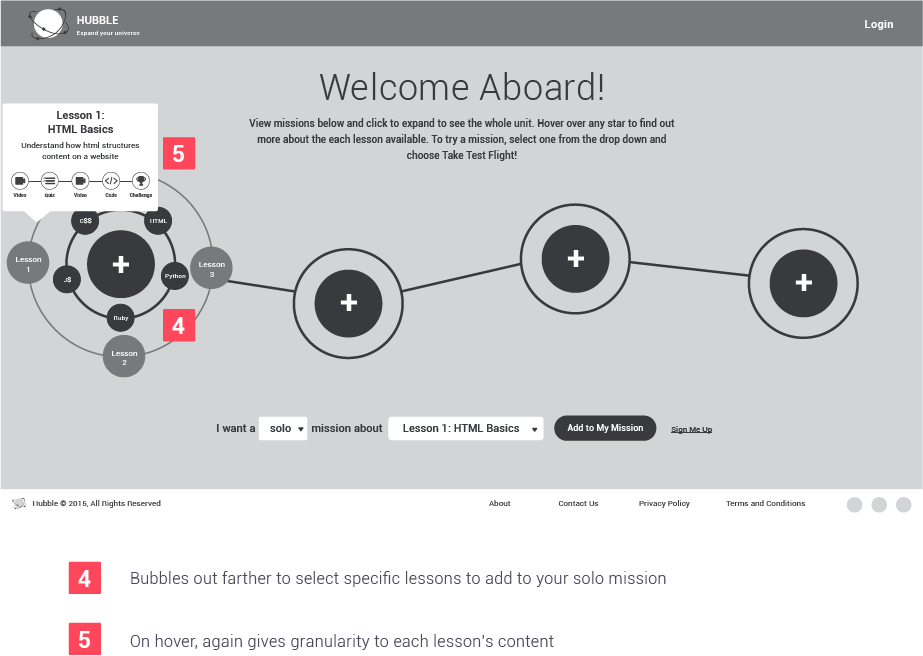 HUBBLE
Expand your universe
Login
Welcome Aboard!
View missions below and click to expand to see the whole unit. Hover over any star to find out
more about the each lesson available. To try a mission, select one from the drop down and
choose Take Test Flight!
Lesson 1:
HTML Basics
Understand how html structures
content on a website
Video
Quiz
Video
Code
</>
Challenge
5
c$$
HTML
Lesson
1
+
Lesson
3
J$
Python
Ruby
4
Lesson
2
+
+
+
I want a
solo
mission about
Lesson 1: HTML Basics
Add to My Mission
Sign Me Up
Hubble © 2015, All Rights Reserved
About
Contact Us
Privacy Policy
Terms and Conditions
4
Bubbles out farther to select specific lessons to add to your solo mission
5
On hover, again gives granularity to each lesson's content